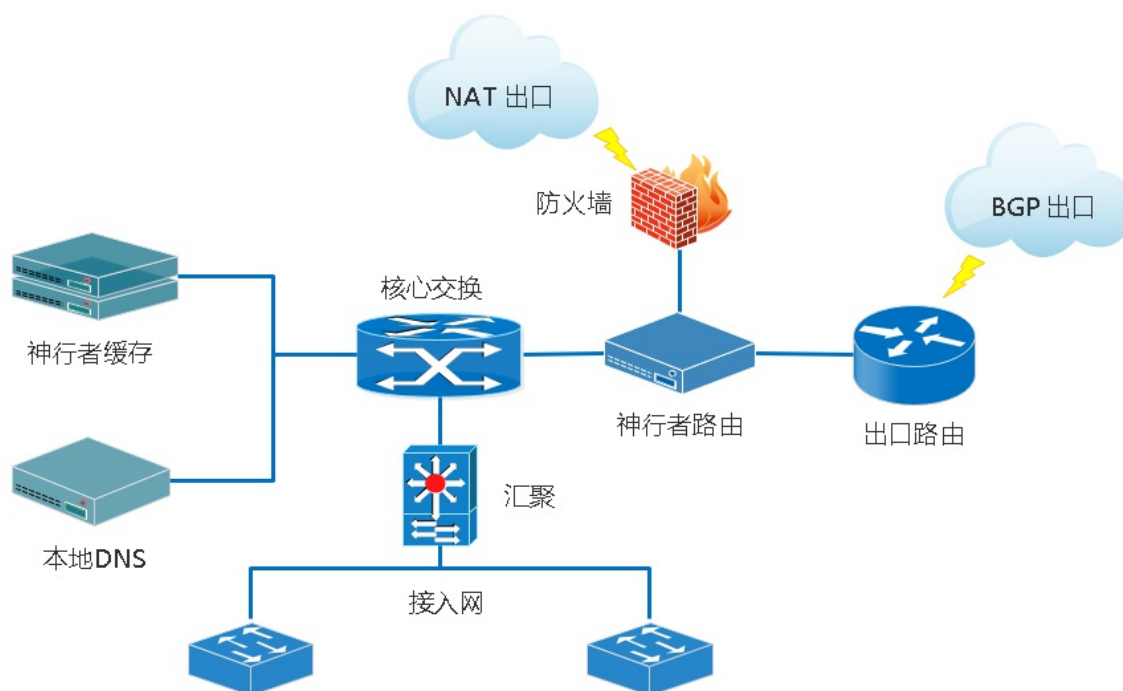 NAT 出口
BGP 出口
防火墙
核心交换
神行者缓存
神行者路由
出口路由
汇聚
本地DNS
接入网